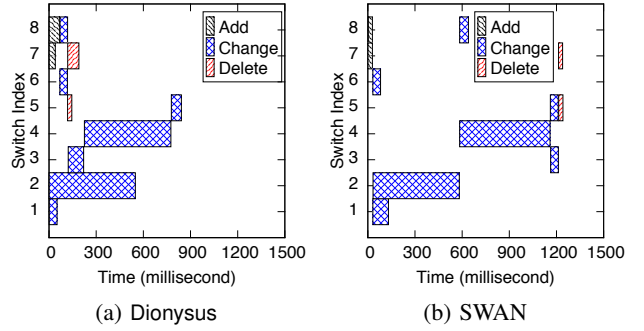 Switch Index
8
7
6
5
4
3
2
1
Add
Change
Delete
0 300 600 900 1200 1500
Time (millisecond)
(a) Dionysus
Switch Index
8
7
6
5
4
3
2
1
Add
Change
Delete
0 300 600 900 1200 1500
Time (millisecond)
(b) SWAN